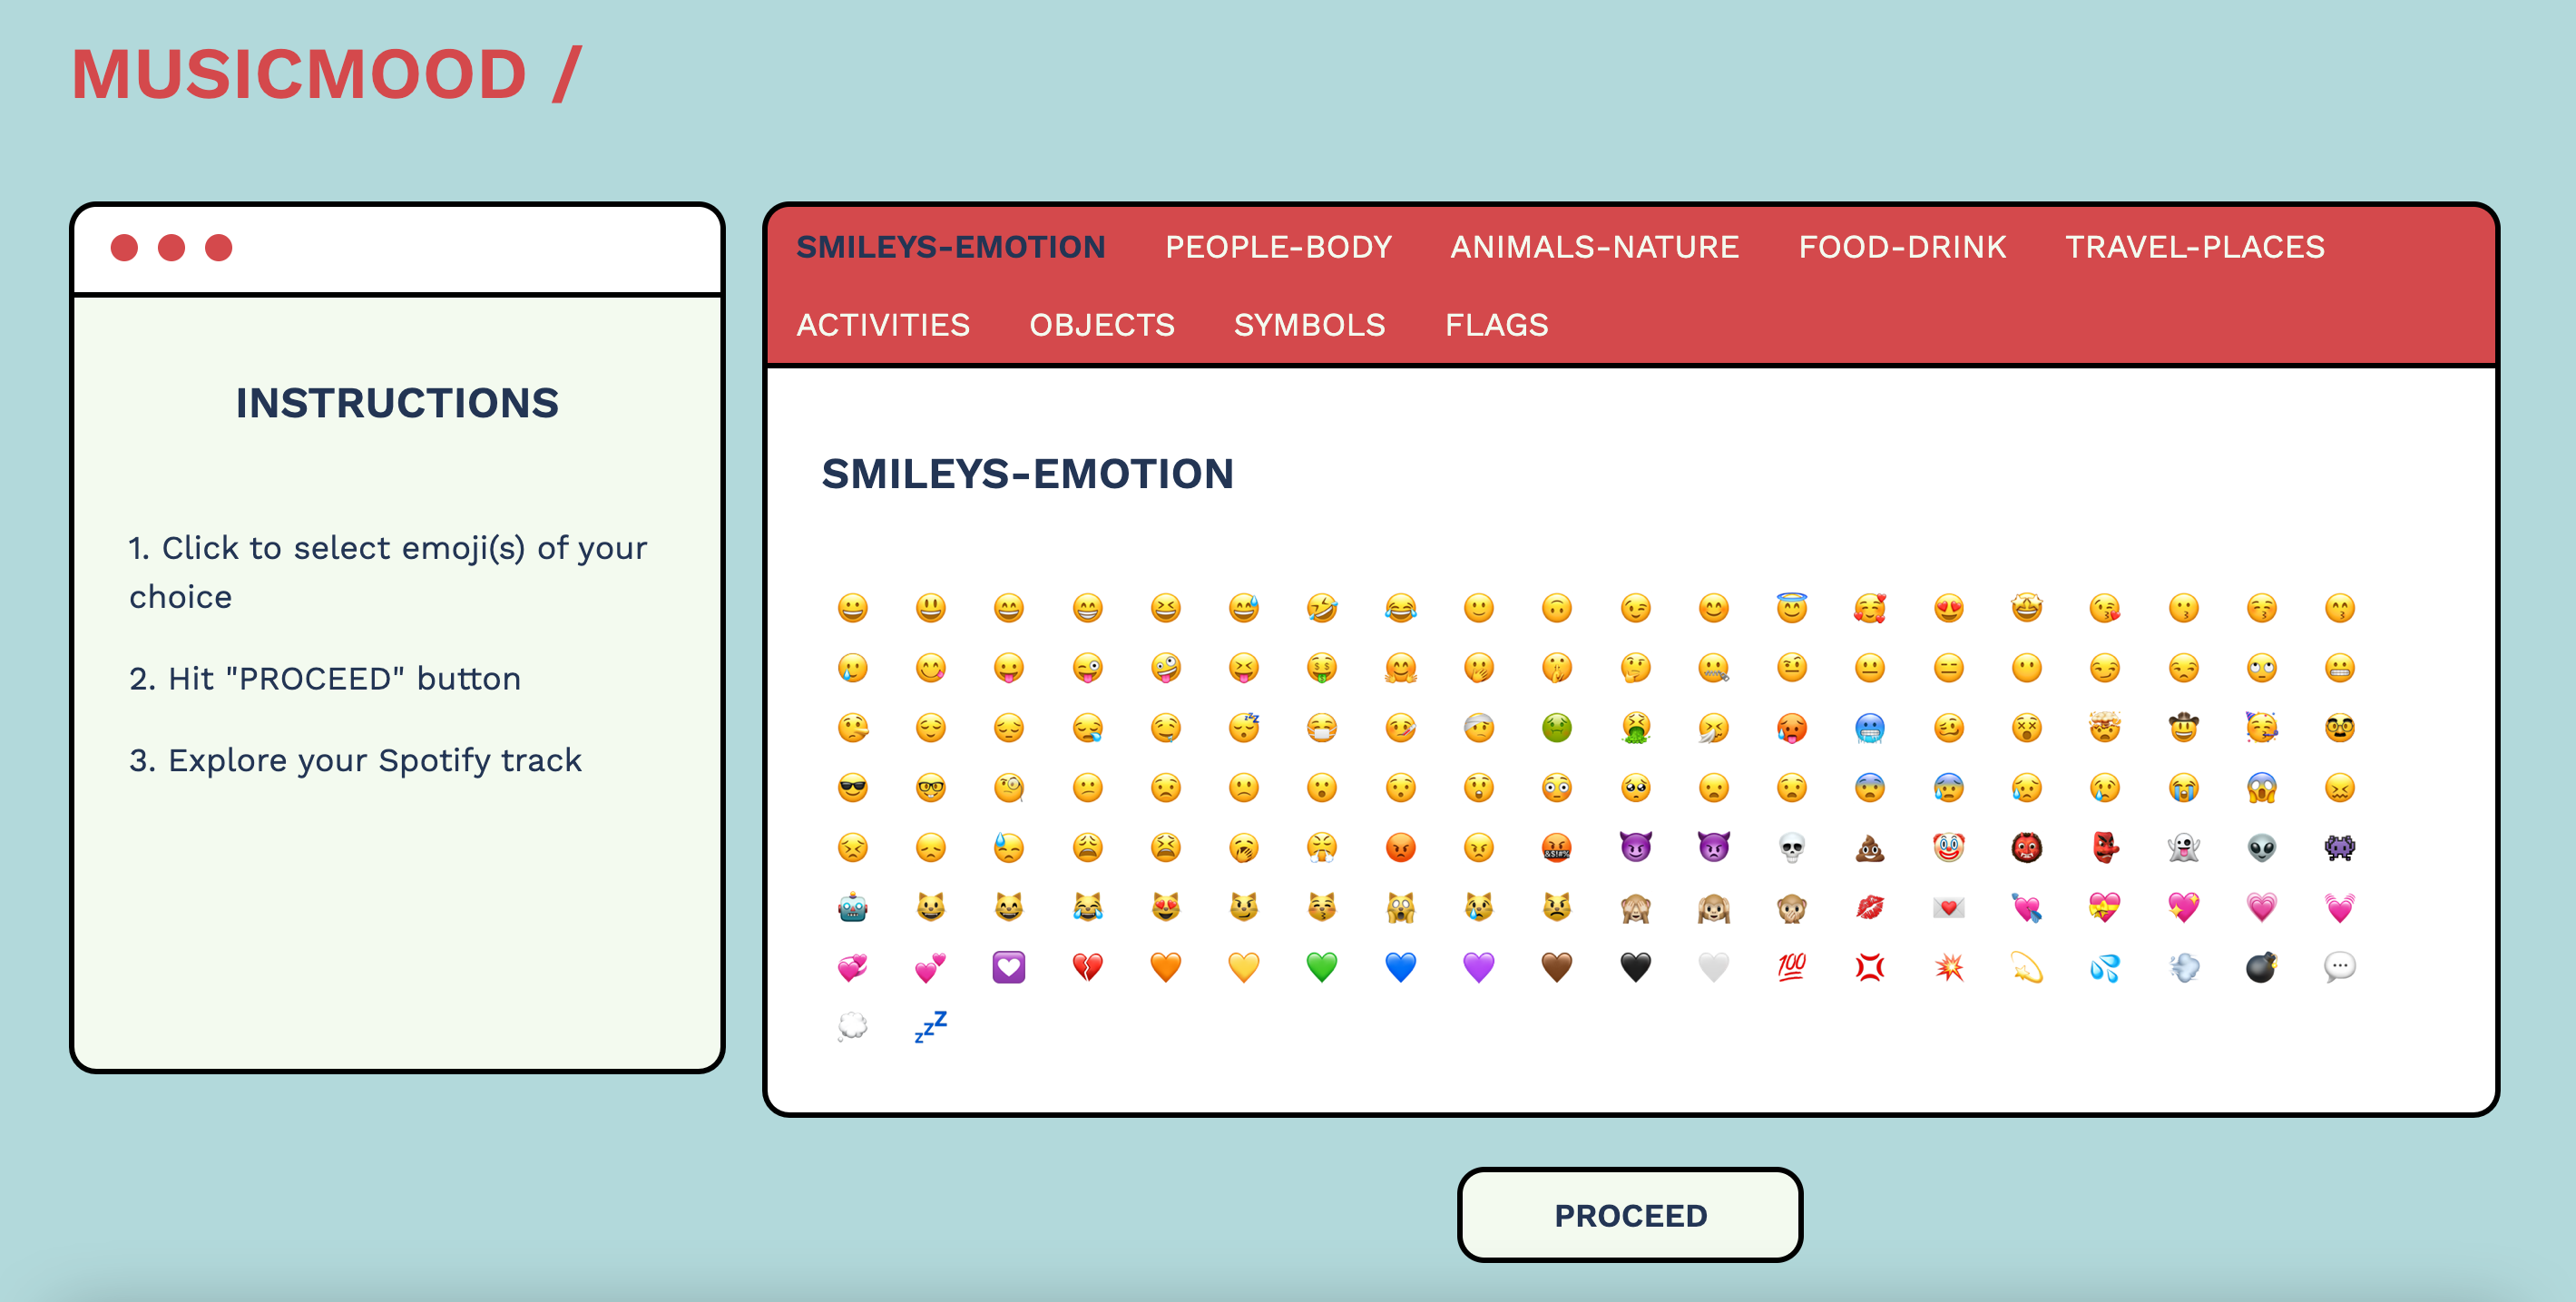 MUSICMOOD /
INSTRUCTIONS
1. Click to select emoji(s) of your
choice
2. Hit "PROCEED" button
3. Explore your Spotify track
SMILEYS-EMOTION PEOPLE-BODY ANIMALS-NATURE FOOD-DRINK TRAVEL-PLACES
ACTIVITIES OBJECTS SYMBOLS FLAGS
SMILEYS-EMOTION
PROCEED